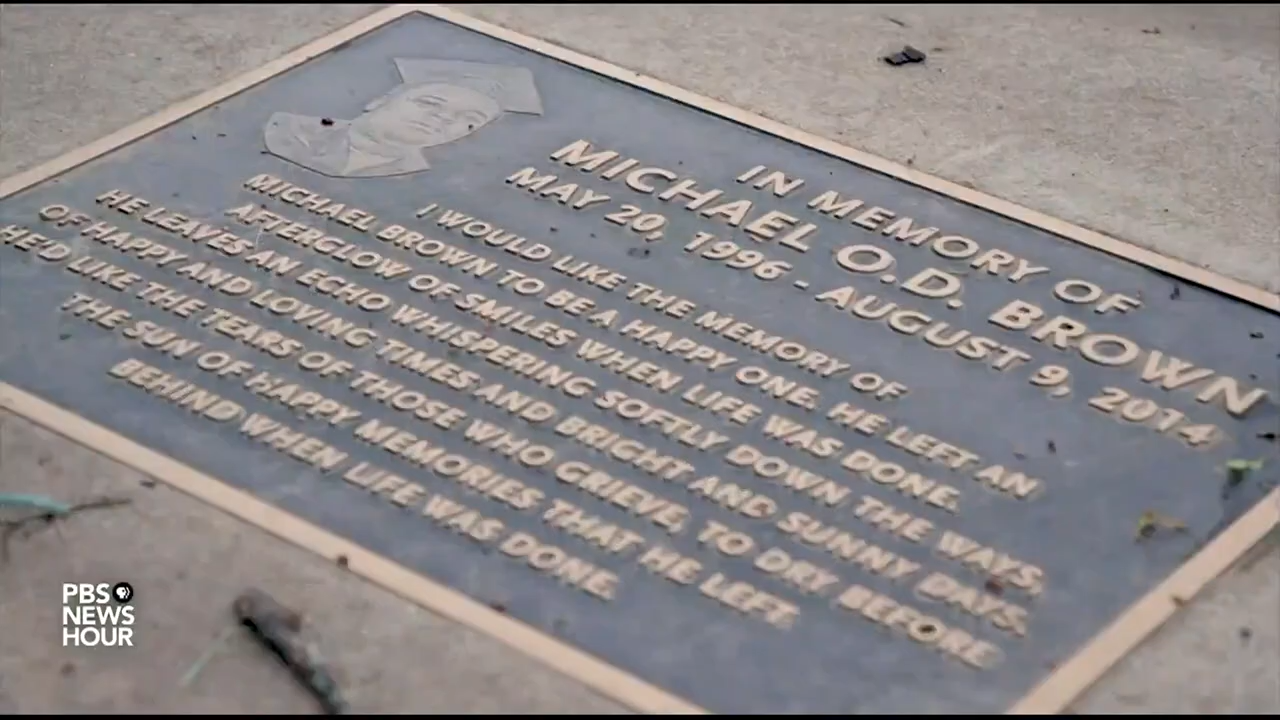 IN MEMORY OF
MICHAEL O.D. BROWN
MAY 20, 1996 - AUGUST 9, 2014
I WOULD LIKE THE MEMORY OF
MICHAEL BROWN TO BE A HAPPY ONE. HE LEFT AN
AFTERGLOW OF SMILES WHEN LIFE WAS DONE.
HE LEAVES AN ECHO WHISPERING SOFTLY DOWN THE WAYS,
OF HAPPY AND LOVING TIMES AND BRIGHT AND SUNNY DAYS.
HE'D LIKE THE TEARS OF THOSE WHO GRIEVE, TO DRY BEFORE
THE SUN OF HAPPY MEMORIES THAT HE LEFT
BEHIND WHEN LIFE WAS DONE.
PBS
NEWS
HOUR